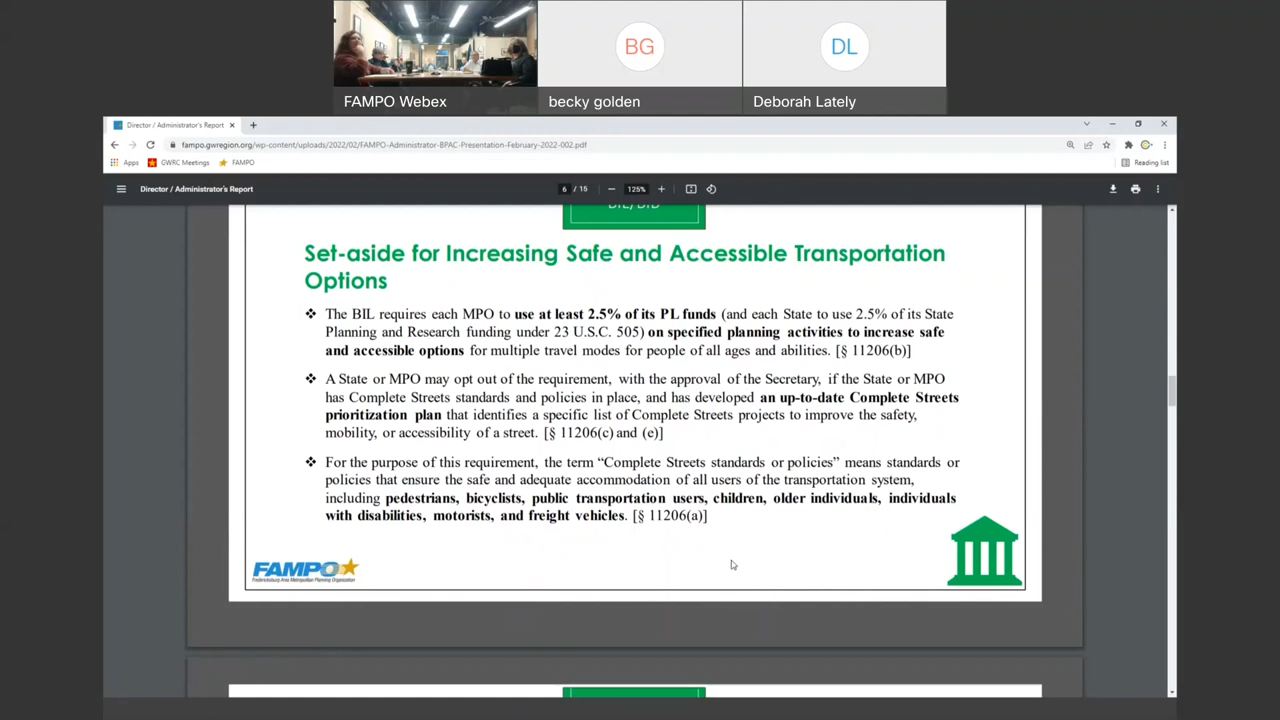 BG
DL
FAMPO Webex
becky golden
Deborah Lately
Director / Administrator's Report
fampo.gwregion.org/wp-content/uploads/2022/02/FAMPO-Administrator-BPAC-Presentation-February-2022-002.pdf
Apps
GWRC Meetings
FAMPO
Reading list
Director / Administrator's Report
6 / 15
125%
Set-aside for Increasing Safe and Accessible Transportation
Options
❖ The BIL requires each MPO to use at least 2.5% of its PL funds (and each State to use 2.5% of its State
Planning and Research funding under 23 U.S.C. 505) on specified planning activities to increase safe
and accessible options for multiple travel modes for people of all ages and abilities. [§ 11206(b)]
❖ A State or MPO may opt out of the requirement, with the approval of the Secretary, if the State or MPO
has Complete Streets standards and policies in place, and has developed an up-to-date Complete Streets
prioritization plan that identifies a specific list of Complete Streets projects to improve the safety,
mobility, or accessibility of a street. [§ 11206(c) and (e)]
❖ For the purpose of this requirement, the term “Complete Streets standards or policies” means standards or
policies that ensure the safe and adequate accommodation of all users of the transportation system,
including pedestrians, bicyclists, public transportation users, children, older individuals, individuals
with disabilities, motorists, and freight vehicles. [§ 11206(a)]
FAMPO
Fredericksburg Area Metropolitan Planning Organization